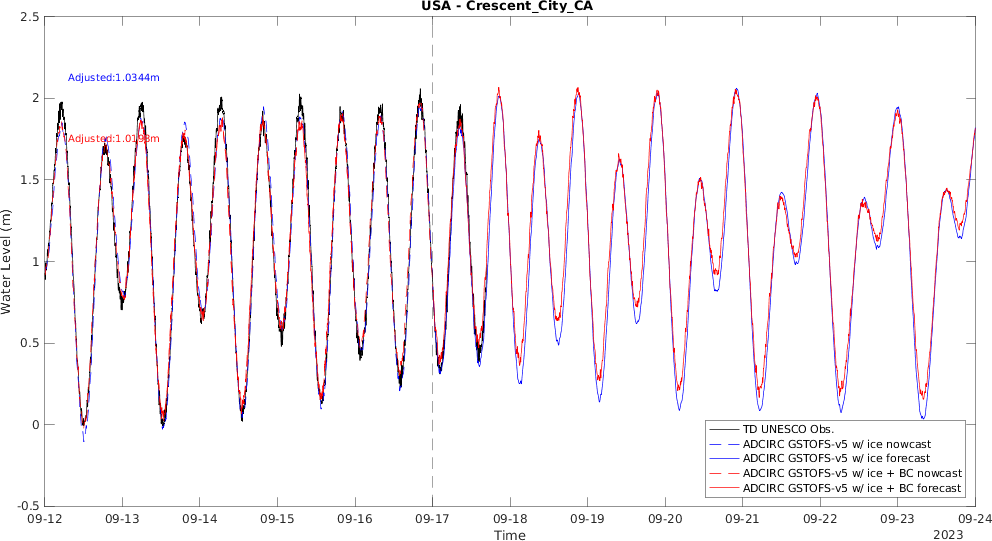 USA - Crescent_City_CA
2.5
2
1.5
1
0.5
0
-0.5
Water Level (m)
Adjusted:1.0344m
Adjusted:1.0198m
TD UNESCO Obs.
ADCIRC GSTOFS-v5 w/ ice nowcast
ADCIRC GSTOFS-v5 w/ ice forecast
ADCIRC GSTOFS-v5 w/ ice + BC nowcast
ADCIRC GSTOFS-v5 w/ ice + BC forecast
09-12 09-13 09-14 09-15 09-16 09-17 09-18 09-19 09-20 09-21 09-22 09-23 09-24
Time
2023